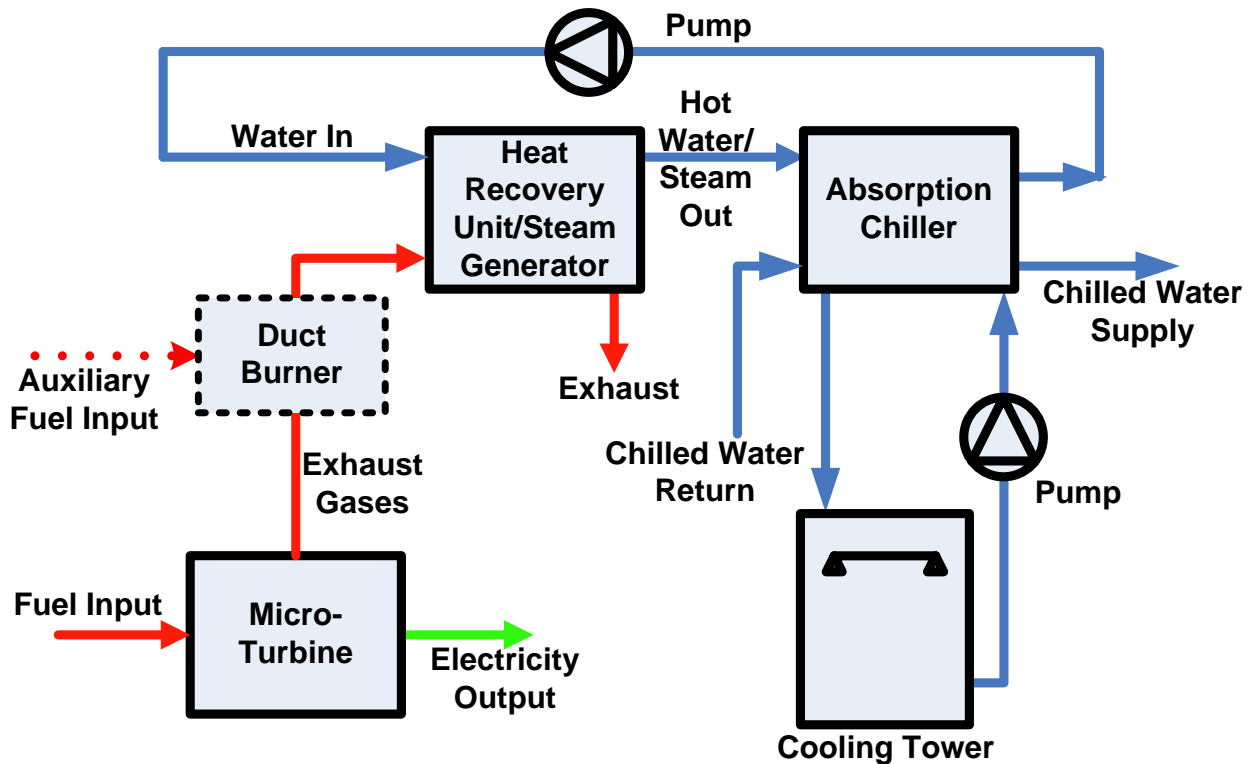 Pump
Water In
Heat
Recovery
Unit/Steam
Generator
Hot
Water/
Steam
Out
Absorption
Chiller
Chilled Water
Supply
Duct
Burner
Auxiliary
Fuel Input
Exhaust
Chilled Water
Return
Exhaust
Gases
Pump
Fuel Input
Micro-
Turbine
Electricity
Output
Cooling Tower